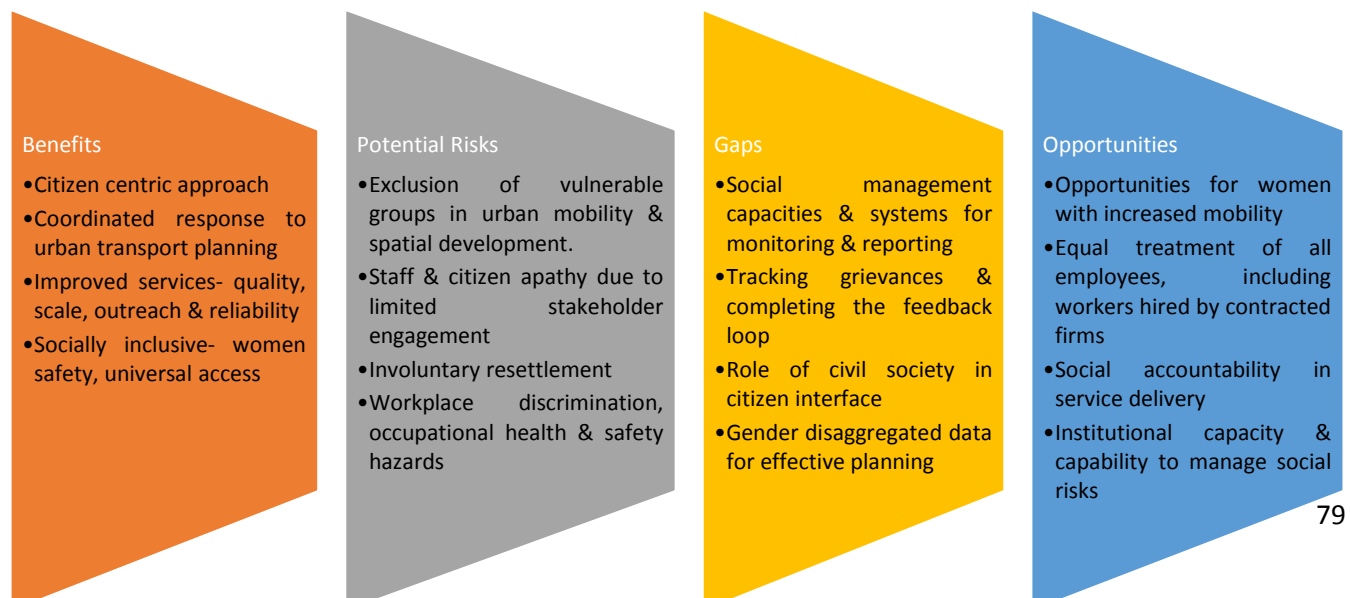 Benefits
•Citizen centric approach
•Coordinated response to
urban transport planning
•Improved services- quality,
scale, outreach & reliability
•Socially inclusive- women
safety, universal access
Potential Risks
•Exclusion of vulnerable
groups in urban mobility &
spatial development.
•Staff & citizen apathy due to
limited stakeholder
engagement
•Involuntary resettlement
•Workplace discrimination,
occupational health & safety
hazards
Gaps
•Social management
capacities & systems for
monitoring & reporting
•Tracking grievances &
completing the feedback
loop
•Role of civil society in
citizen interface
•Gender disaggregated data
for effective planning
Opportunities
•Opportunities for women
with increased mobility
•Equal treatment of all
employees, including
workers hired by contracted
firms
•Social accountability in
service delivery
•Institutional capacity &
capability to manage social
risks
79